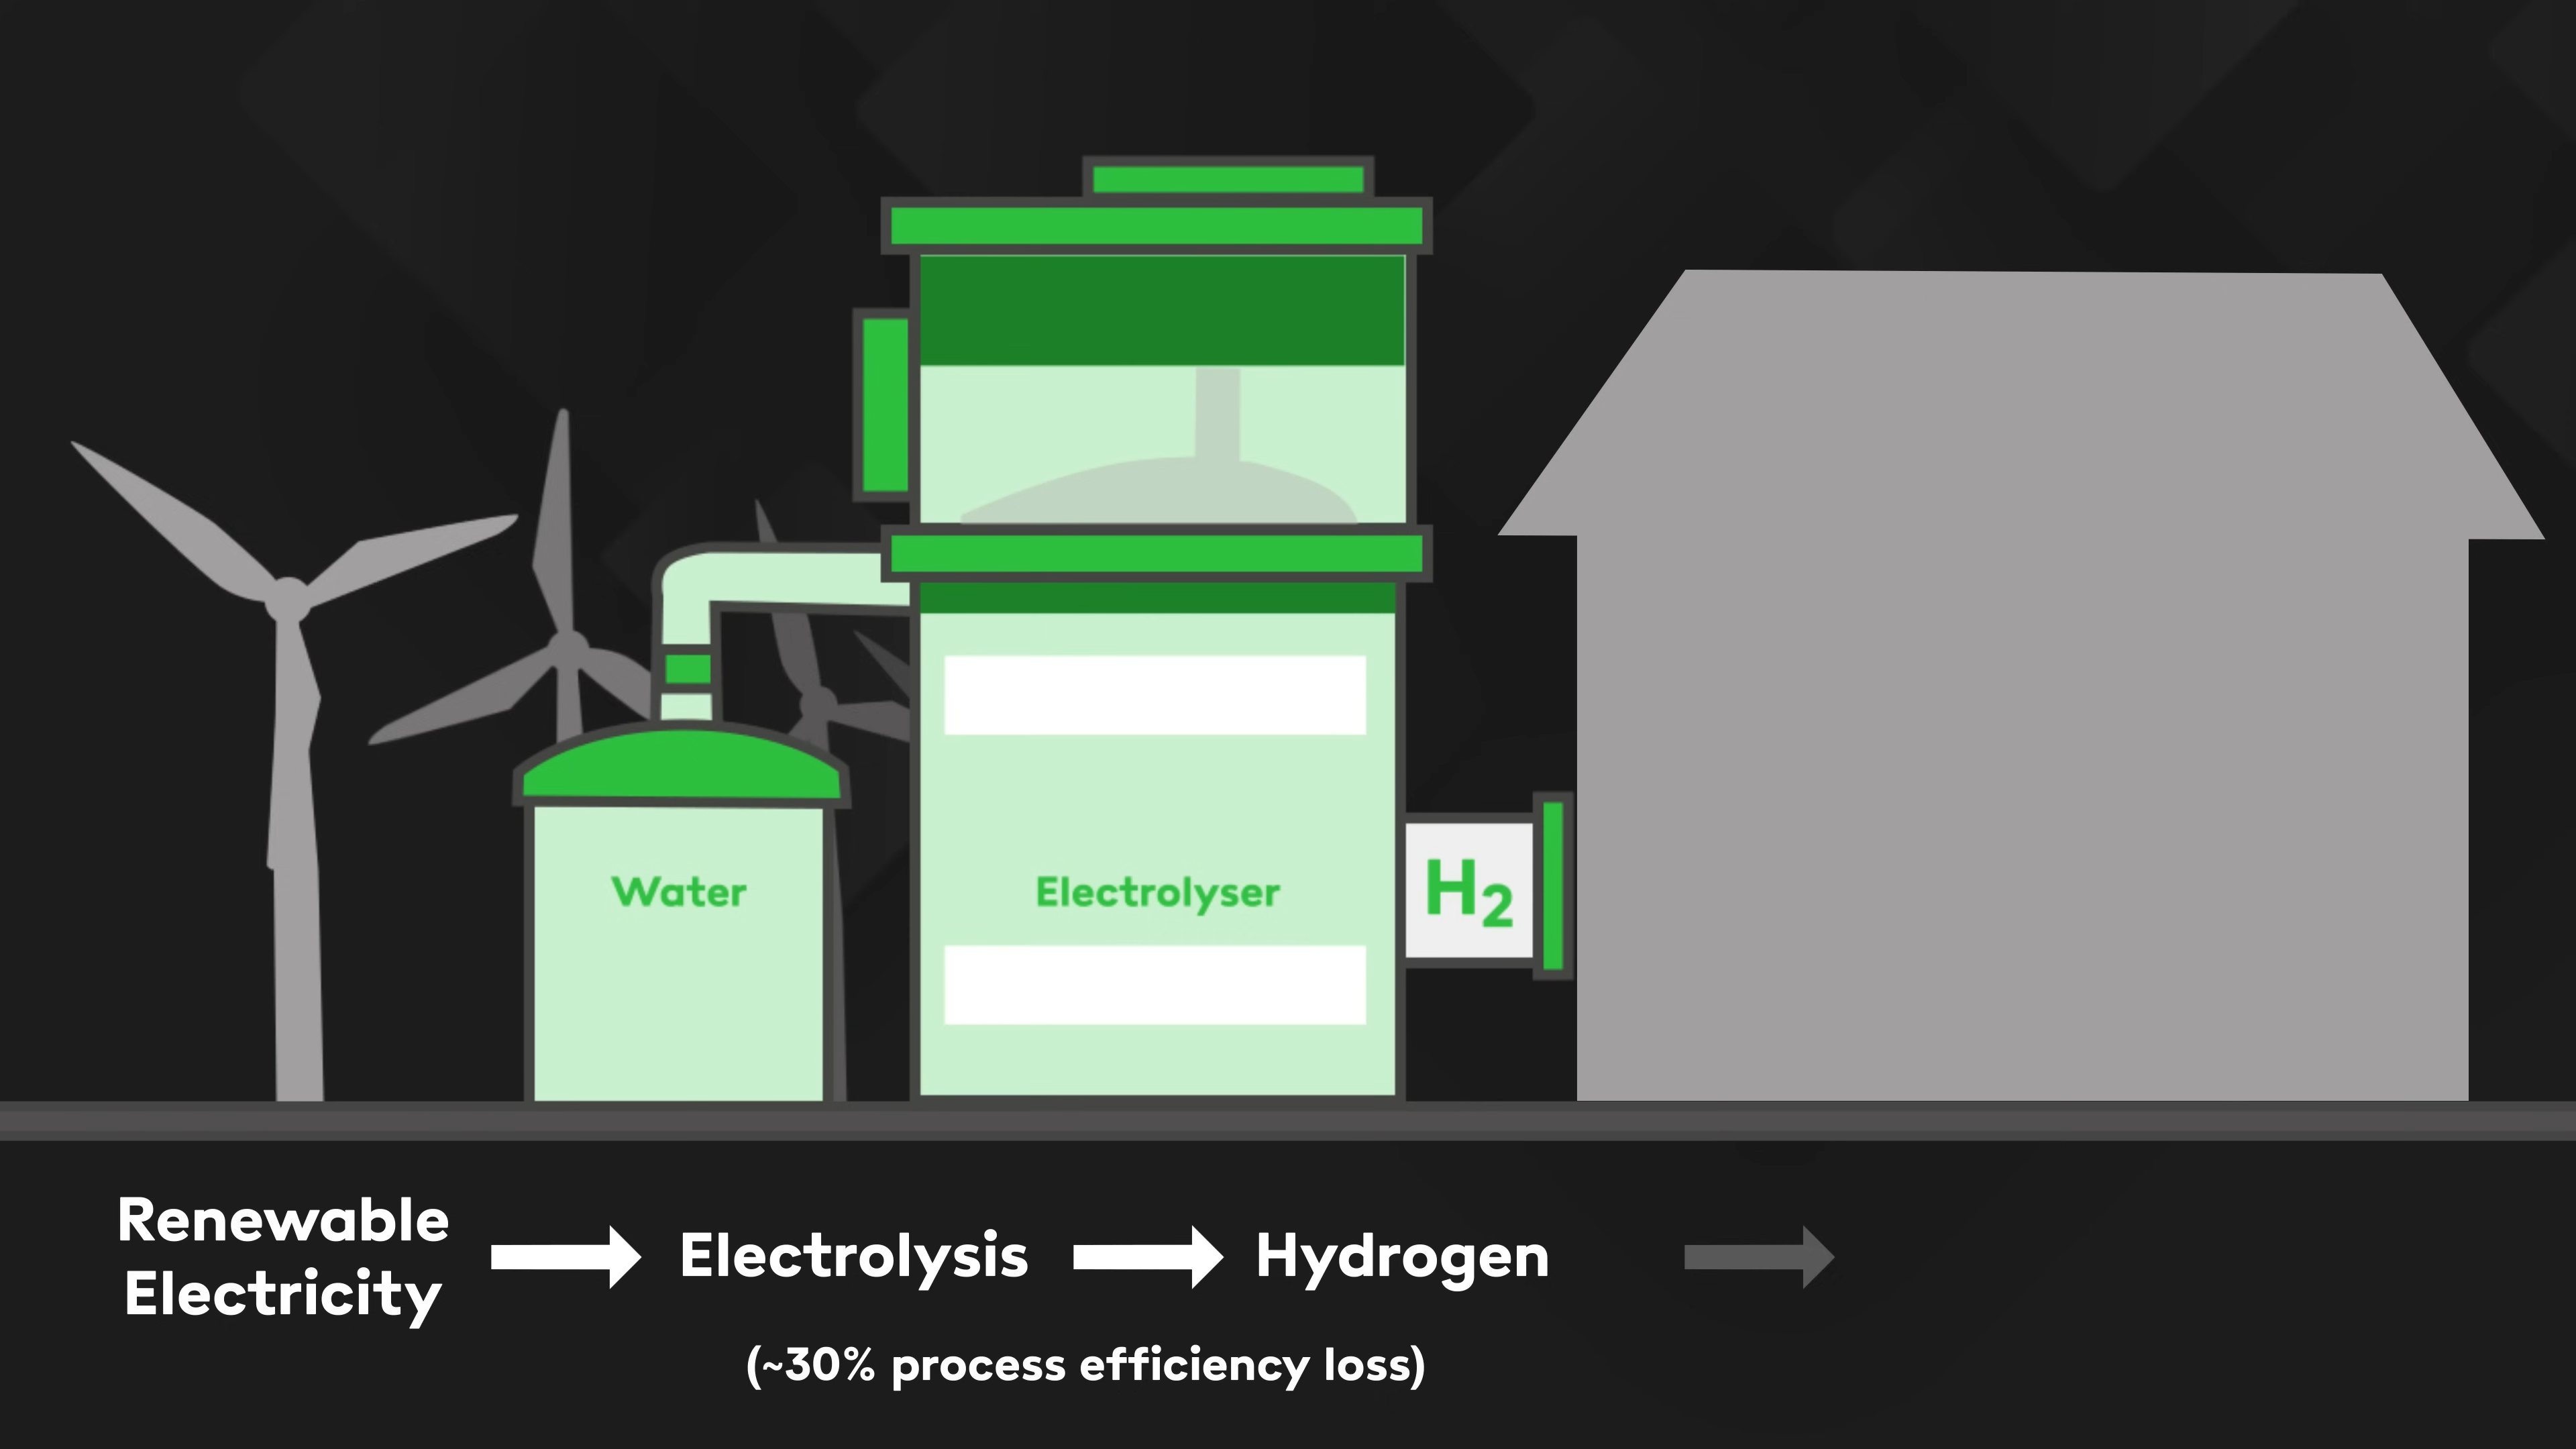 Water
Electrolyser
H₂
Renewable
Electricity
Electrolysis
Hydrogen
(~30% process efficiency loss)